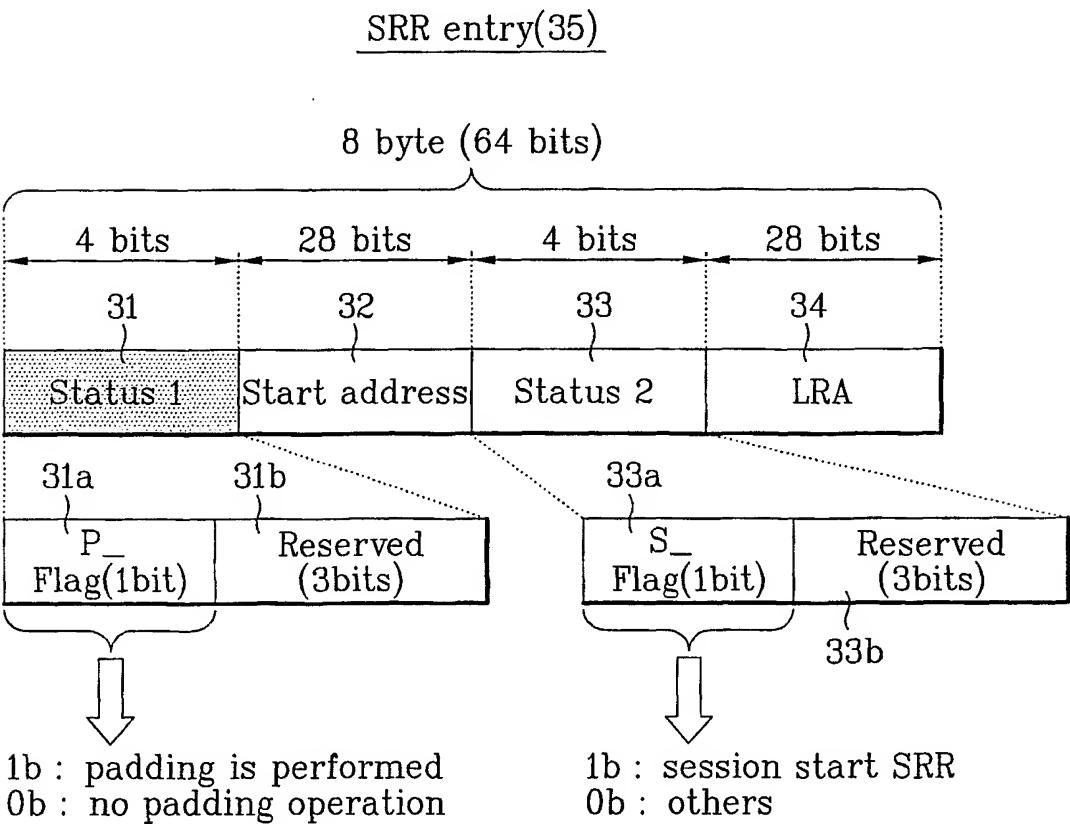 SRR entry(35)
8 byte (64 bits)
4 bits 28 bits 4 bits 28 bits
31 32 33 34
Status 1 Start address Status 2 LRA
31a 31b 33a
P_ Reserved S_ Reserved
Flag(1bit) (3bits) Flag(1bit) (3bits)
33b
1b : padding is performed 1b : session start SRR
0b : no padding operation 0b : others